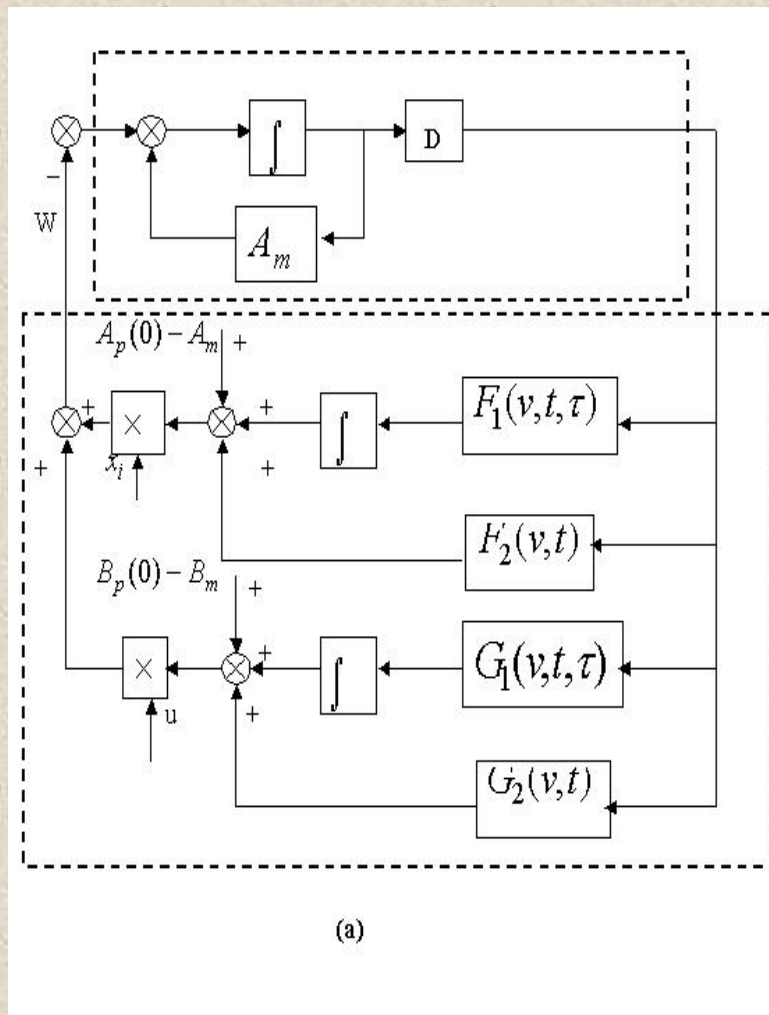 ∫
D
−
W
A_m
A_p(0) − A_m
+
+
×
+
∫
F_1(v,t,τ)
+
x_i
+
F_2(v,t)
B_p(0) − B_m
+
×
+
∫
G_1(v,t,τ)
u
+
G_2(v,t)
(a)